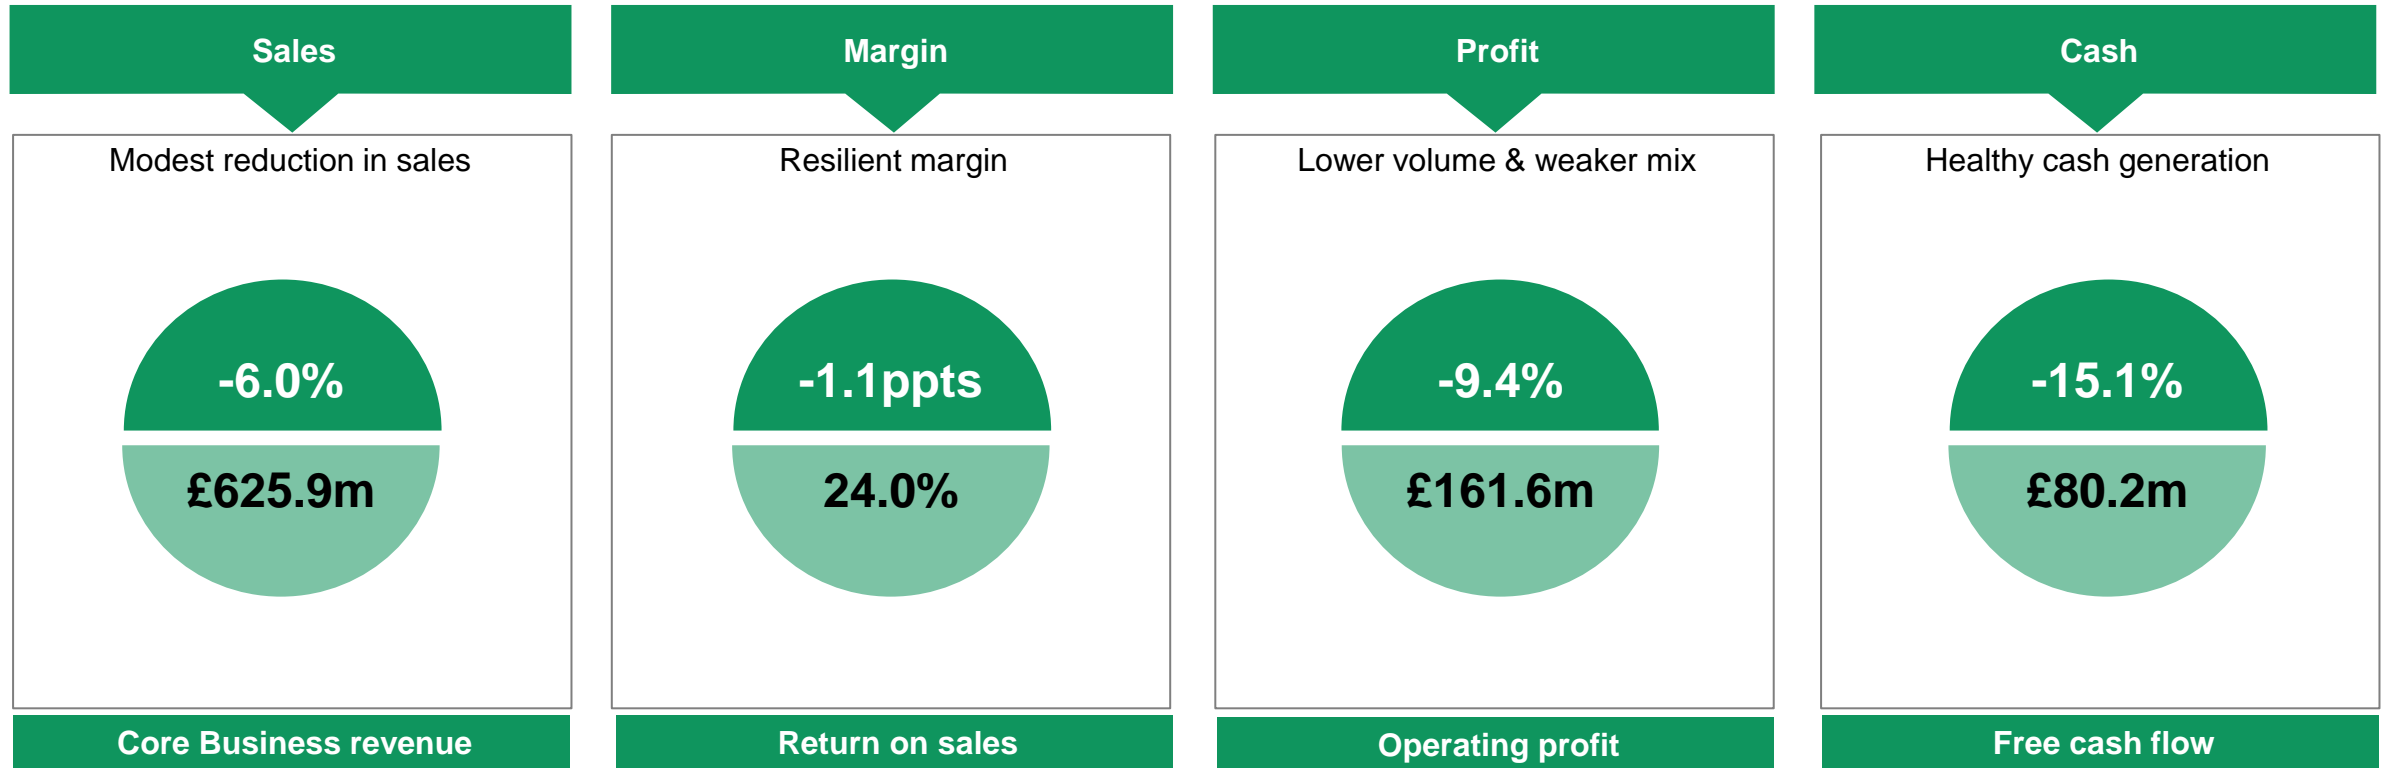 Sales
Modest reduction in sales
-6.0%
£625.9m
Core Business revenue
Margin
Resilient margin
-1.1ppts
24.0%
Return on sales
Profit
Lower volume & weaker mix
-9.4%
£161.6m
Operating profit
Cash
Healthy cash generation
-15.1%
£80.2m
Free cash flow